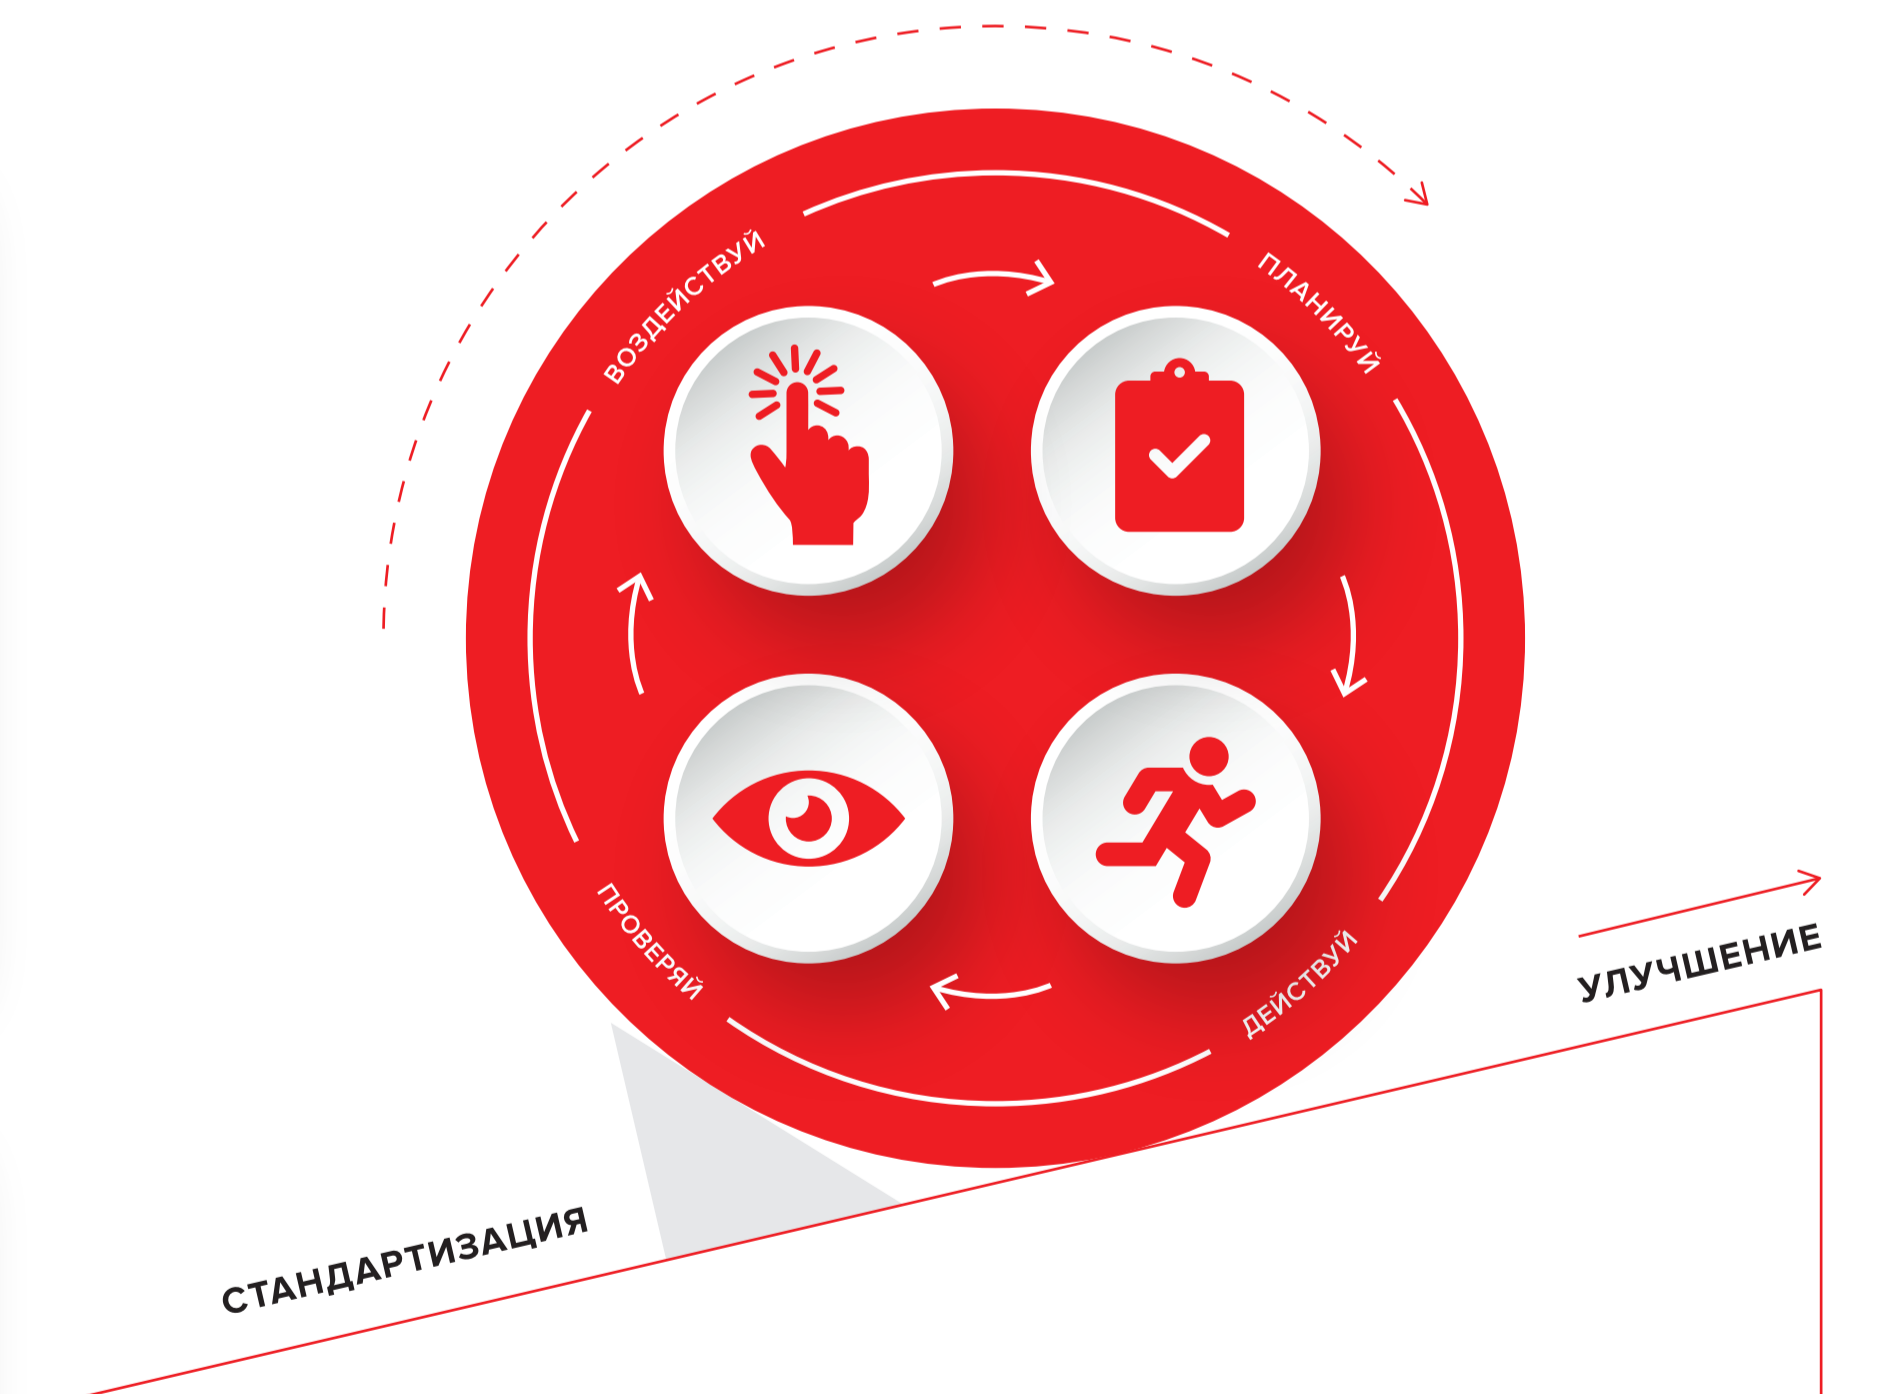 ВОЗДЕЙСТВУЙ
ПЛАНИРУЙ
ПРОВЕРЯЙ
ДЕЙСТВУЙ
УЛУЧШЕНИЕ
СТАНДАРТИЗАЦИЯ